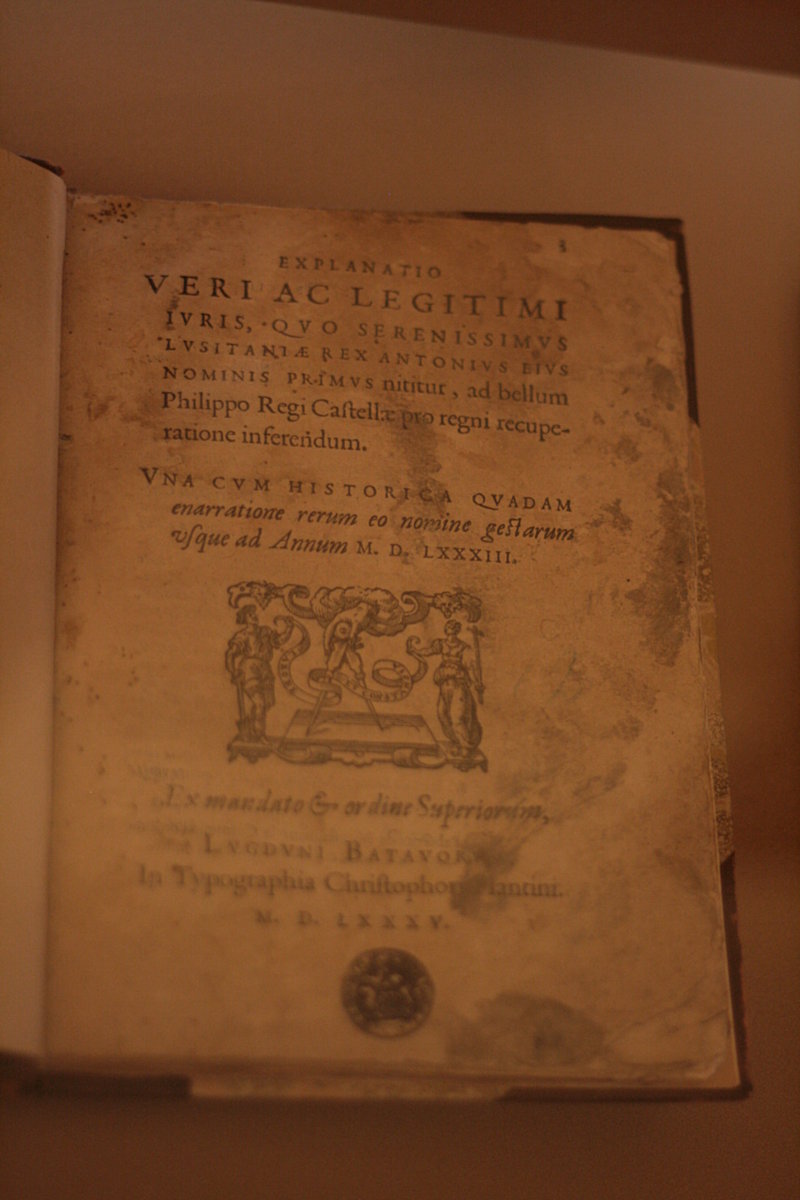 EXPLANATIO
VERI AC LEGITIMI
IVRIS, QVO SERENISSIMVS
LVSITANIÆ REX ANTONIVS EIVS
NOMINIS PRIMVS nititur, ad bellum
Philippo Regi Caſtellæ pro regni recupe-
ratione inferendum.
VNA CVM HISTORICA QVADAM
enarratione rerum eo nomine geſtarum
vſque ad Annum M. D. LXXXIII.
Ex mandato & ordine Superiorum,
LVGDVNI BATAVOR
In Typographia Chriſtophori Plantini.
M. D. LXXXV.